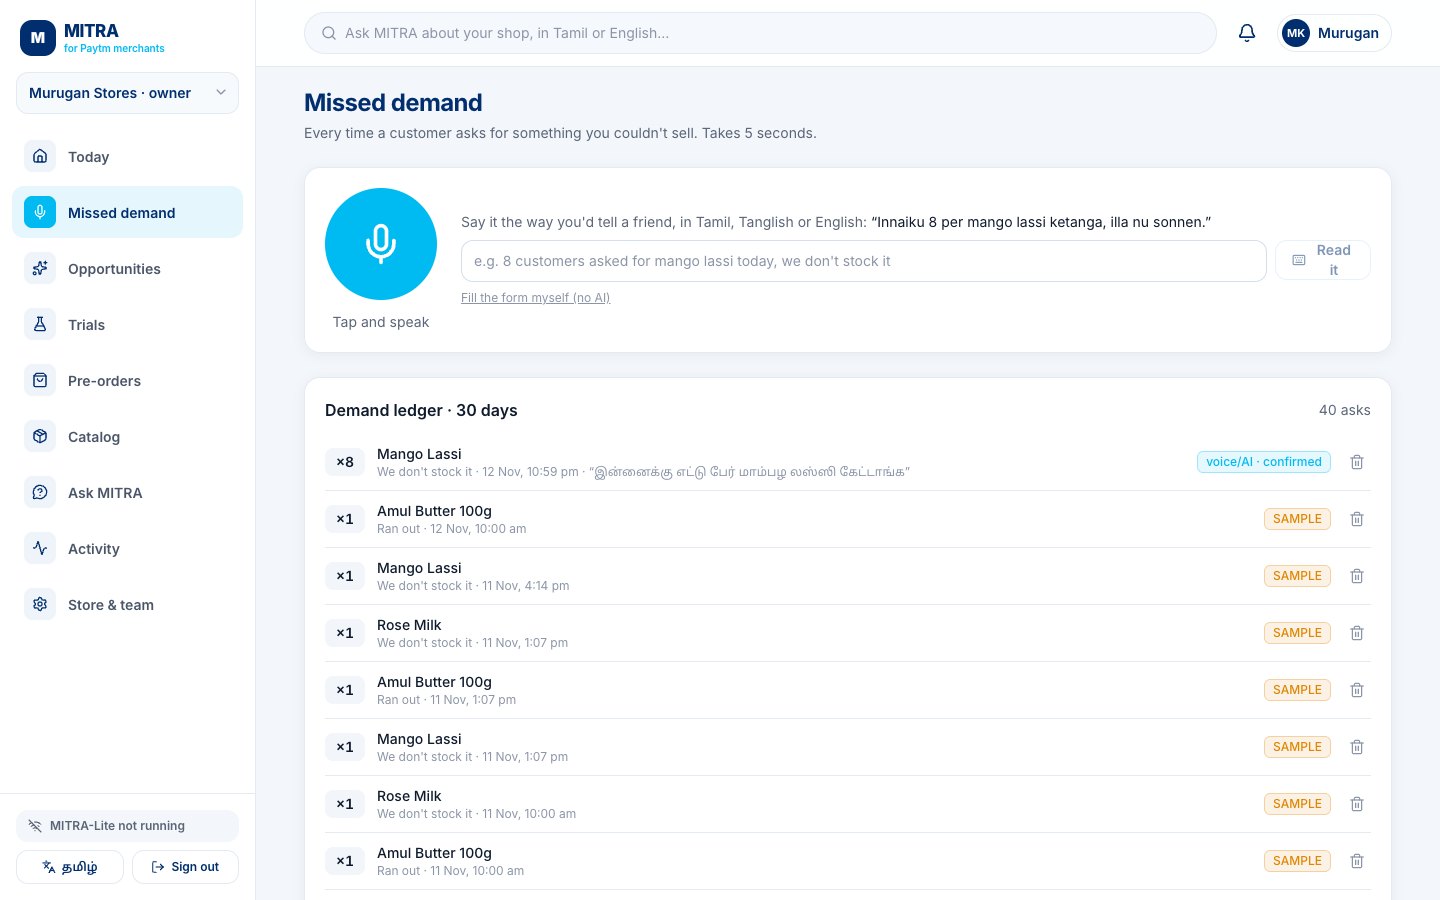 M MITRA
for Paytm merchants
Murugan Stores · owner
Today
Missed demand
Opportunities
Trials
Pre-orders
Catalog
Ask MITRA
Activity
Store & team
MITRA-Lite not running
தமிழ்
Sign out
Ask MITRA about your shop, in Tamil or English...
MK Murugan
Missed demand
Every time a customer asks for something you couldn't sell. Takes 5 seconds.
Tap and speak
Say it the way you'd tell a friend, in Tamil, Tanglish or English: “Innaiku 8 per mango lassi ketanga, illa nu sonnen.”
e.g. 8 customers asked for mango lassi today, we don't stock it
Read
it
Fill the form myself (no AI)
Demand ledger · 30 days
40 asks
×8 Mango Lassi
We don't stock it · 12 Nov, 10:59 pm · “இன்னைக்கு எட்டு பேர் மாம்பழ லஸ்ஸி கேட்டாங்க”
voice/AI · confirmed
×1 Amul Butter 100g
Ran out · 12 Nov, 10:00 am
SAMPLE
×1 Mango Lassi
We don't stock it · 11 Nov, 4:14 pm
SAMPLE
×1 Rose Milk
We don't stock it · 11 Nov, 1:07 pm
SAMPLE
×1 Amul Butter 100g
Ran out · 11 Nov, 1:07 pm
SAMPLE
×1 Mango Lassi
We don't stock it · 11 Nov, 1:07 pm
SAMPLE
×1 Rose Milk
We don't stock it · 11 Nov, 10:00 am
SAMPLE
×1 Amul Butter 100g
Ran out · 11 Nov, 10:00 am
SAMPLE